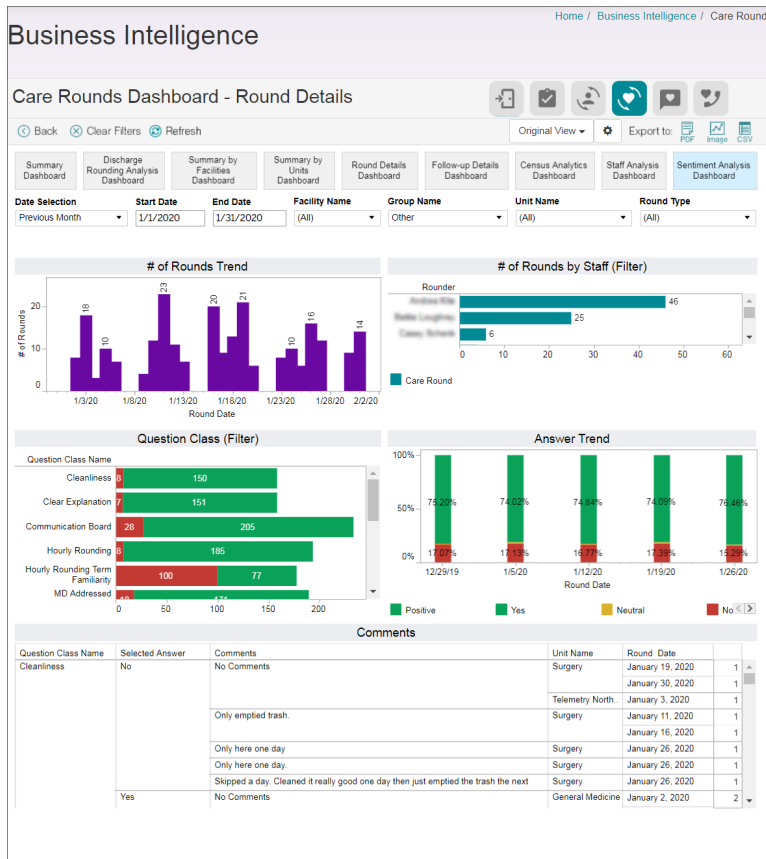 Home / Business Intelligence / Care Round
Business Intelligence
Care Rounds Dashboard - Round Details
Back Clear Filters Refresh
Original View Export to: PDF Image CSV
Summary Dashboard
Discharge Rounding Analysis Dashboard
Summary by Facilities Dashboard
Summary by Units Dashboard
Round Details Dashboard
Follow-up Details Dashboard
Census Analytics Dashboard
Staff Analysis Dashboard
Sentiment Analysis Dashboard
Date Selection Start Date End Date Facility Name Group Name Unit Name Round Type
Previous Month 1/1/2020 1/31/2020 (All) Other (All) (All)
# of Rounds Trend
# of Rounds
20
10
0
18
10
23
20
21
10
16
14
1/3/20 1/8/20 1/13/20 1/18/20 1/23/20 1/28/20 2/2/20
Round Date
# of Rounds by Staff (Filter)
Rounder
46
25
6
0 10 20 30 40 50 60
Care Round
Question Class (Filter)
Question Class Name
Cleanliness 8 150
Clear Explanation 7 151
Communication Board 28 205
Hourly Rounding 8 185
Hourly Rounding Term
Familiarity 100 77
MD Addressed 171
0 50 100 150 200
Answer Trend
100%
50%
0%
75.20% 74.02% 74.84% 74.09% 76.46%
17.07% 17.13% 16.77% 17.39% 15.29%
12/29/19 1/5/20 1/12/20 1/19/20 1/26/20
Round Date
Positive Yes Neutral No
Comments
Question Class Name Selected Answer Comments Unit Name Round Date
Cleanliness No No Comments Surgery January 19, 2020 1
January 30, 2020 1
Telemetry North.. January 3, 2020 1
Only emptied trash. Surgery January 11, 2020 1
January 16, 2020 1
Only here one day Surgery January 26, 2020 1
Only here one day. Surgery January 26, 2020 1
Skipped a day. Cleaned it really good one day then just emptied the trash the next Surgery January 26, 2020 1
Yes No Comments General Medicine January 2, 2020 2